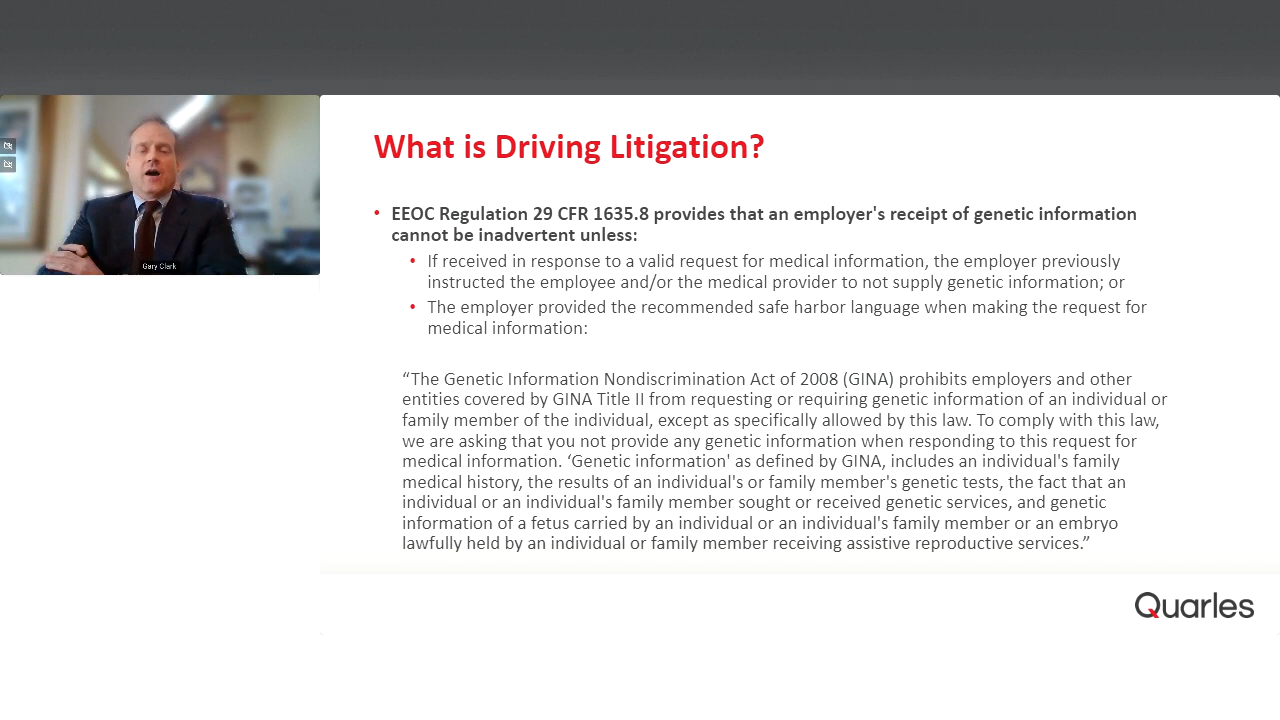 Gary Clark
What is Driving Litigation?
• EEOC Regulation 29 CFR 1635.8 provides that an employer's receipt of genetic information
cannot be inadvertent unless:
• If received in response to a valid request for medical information, the employer previously
instructed the employee and/or the medical provider to not supply genetic information; or
• The employer provided the recommended safe harbor language when making the request for
medical information:
“The Genetic Information Nondiscrimination Act of 2008 (GINA) prohibits employers and other
entities covered by GINA Title II from requesting or requiring genetic information of an individual or
family member of the individual, except as specifically allowed by this law. To comply with this law,
we are asking that you not provide any genetic information when responding to this request for
medical information. ‘Genetic information' as defined by GINA, includes an individual's family
medical history, the results of an individual's or family member's genetic tests, the fact that an
individual or an individual's family member sought or received genetic services, and genetic
information of a fetus carried by an individual or an individual's family member or an embryo
lawfully held by an individual or family member receiving assistive reproductive services.”
Quarles